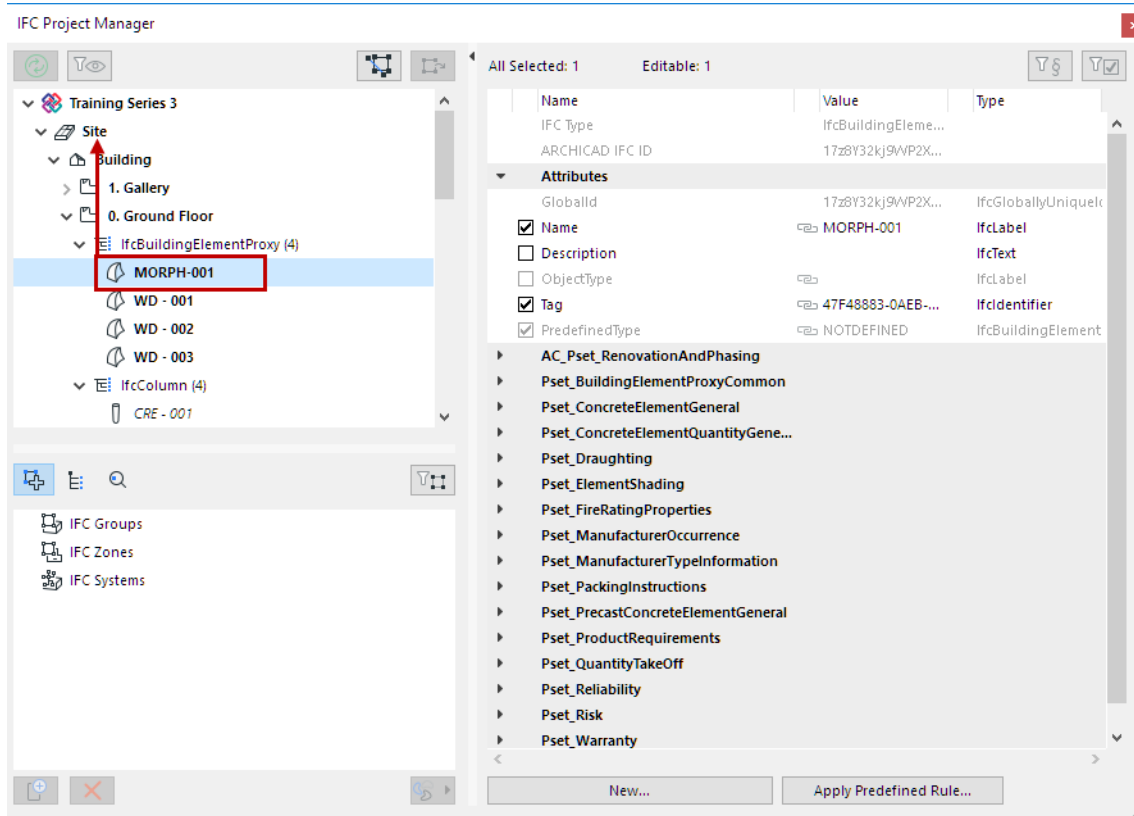 IFC Project Manager
Training Series 3
Site
Building
1. Gallery
0. Ground Floor
IfcBuildingElementProxy (4)
MORPH-001
WD - 001
WD - 002
WD - 003
IfcColumn (4)
CRE - 001
IFC Groups
IFC Zones
IFC Systems
All Selected: 1 Editable: 1
Name Value Type
IFC Type IfcBuildingEleme...
ARCHICAD IFC ID 17z8Y32kj9WP2X...
Attributes
GlobalId 17z8Y32kj9WP2X... IfcGloballyUniqueId
Name MORPH-001 IfcLabel
Description IfcText
ObjectType IfcLabel
Tag 47F48883-0AEB-... IfcIdentifier
PredefinedType NOTDEFINED IfcBuildingElement
AC_Pset_RenovationAndPhasing
Pset_BuildingElementProxyCommon
Pset_ConcreteElementGeneral
Pset_ConcreteElementQuantityGene...
Pset_Draughting
Pset_ElementShading
Pset_FireRatingProperties
Pset_ManufacturerOccurrence
Pset_ManufacturerTypeInformation
Pset_PackingInstructions
Pset_PrecastConcreteElementGeneral
Pset_ProductRequirements
Pset_QuantityTakeOff
Pset_Reliability
Pset_Risk
Pset_Warranty
New... Apply Predefined Rule...